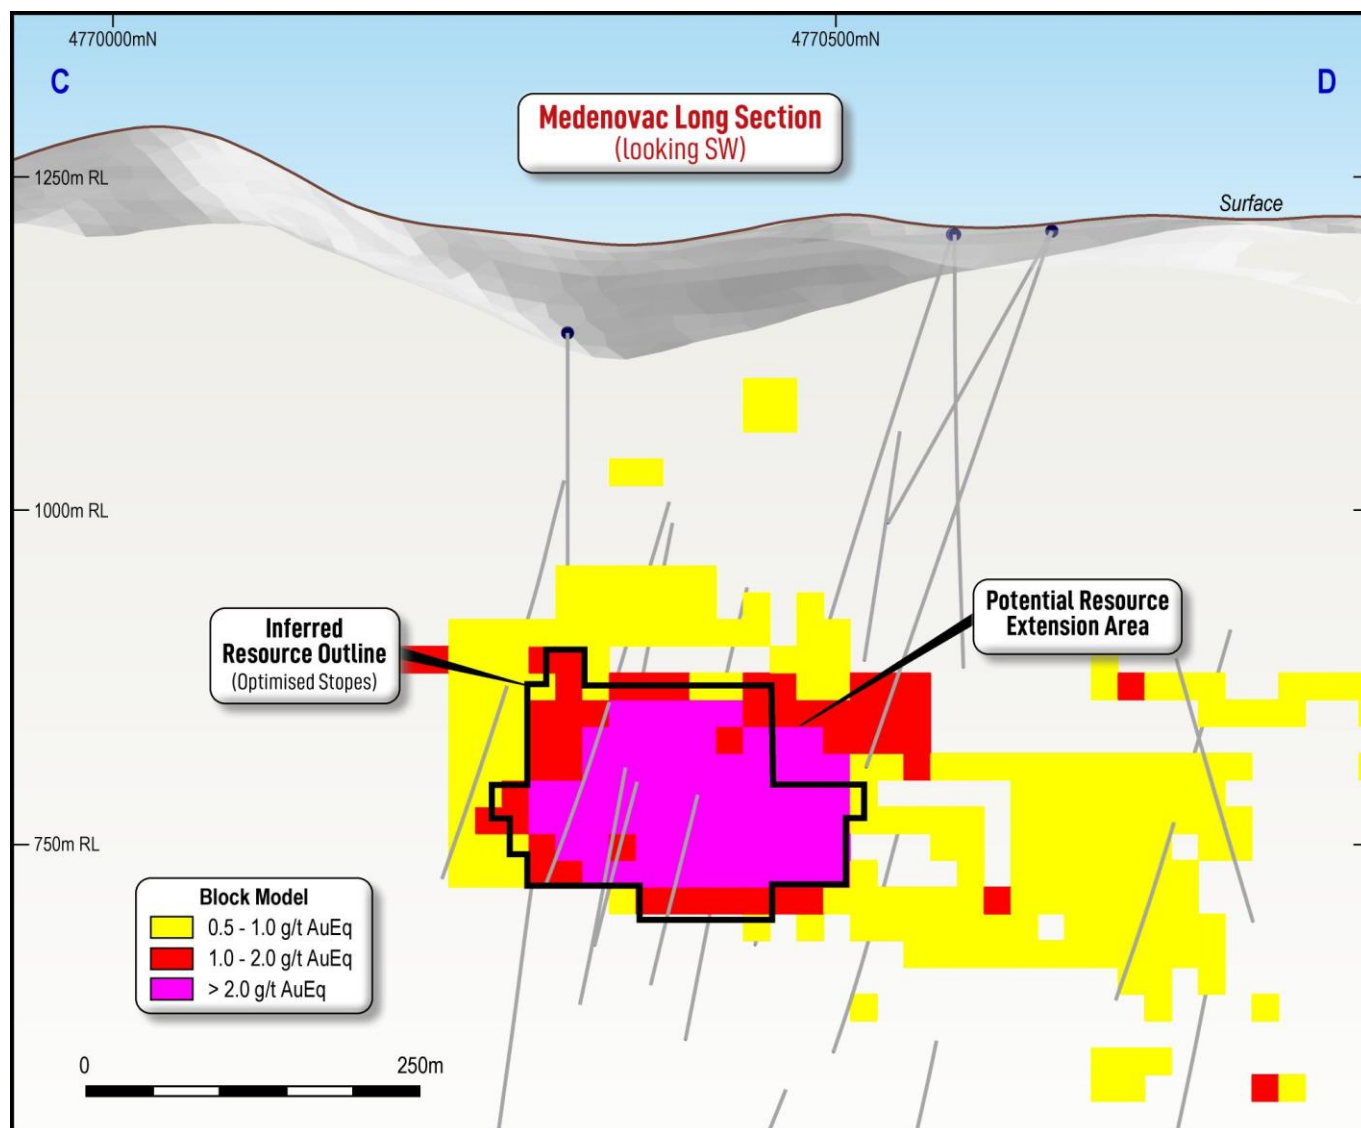 4770000mN
4770500mN
C
D
Medenovac Long Section
(looking SW)
1250m RL
Surface
1000m RL
Inferred
Resource Outline
(Optimised Stopes)
Potential Resource
Extension Area
750m RL
Block Model
0.5 - 1.0 g/t AuEq
1.0 - 2.0 g/t AuEq
> 2.0 g/t AuEq
0
250m